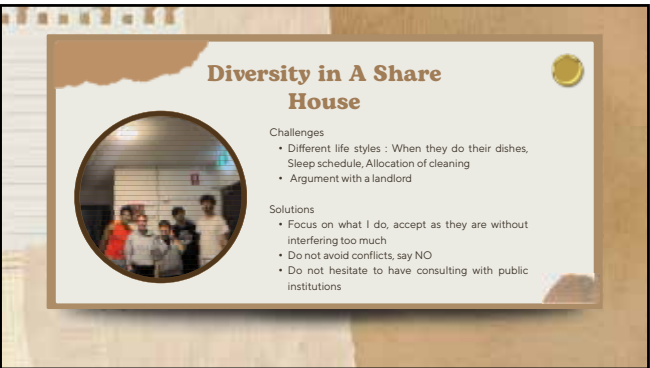 Diversity in A Share
House
Challenges
• Different life styles : When they do their dishes,
Sleep schedule, Allocation of cleaning
• Argument with a landlord
Solutions
• Focus on what I do, accept as they are without
interfering too much
• Do not avoid conflicts, say NO
• Do not hesitate to have consulting with public
institutions